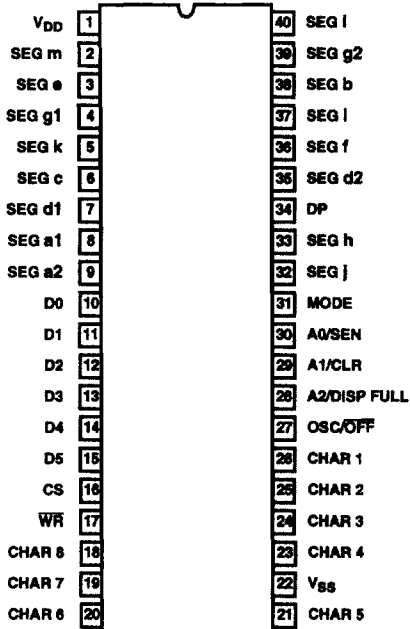 VDD 1 40 SEG l
SEG m 2 39 SEG g2
SEG e 3 38 SEG b
SEG g1 4 37 SEG i
SEG k 5 36 SEG f
SEG c 6 35 SEG d2
SEG d1 7 34 DP
SEG a1 8 33 SEG h
SEG a2 9 32 SEG j
D0 10 31 MODE
D1 11 30 A0/SEN
D2 12 29 A1/CLR
D3 13 28 A2/DISP FULL
D4 14 27 OSC/OFF
D5 15 26 CHAR 1
CS 16 25 CHAR 2
WR 17 24 CHAR 3
CHAR 8 18 23 CHAR 4
CHAR 7 19 22 VSS
CHAR 6 20 21 CHAR 5